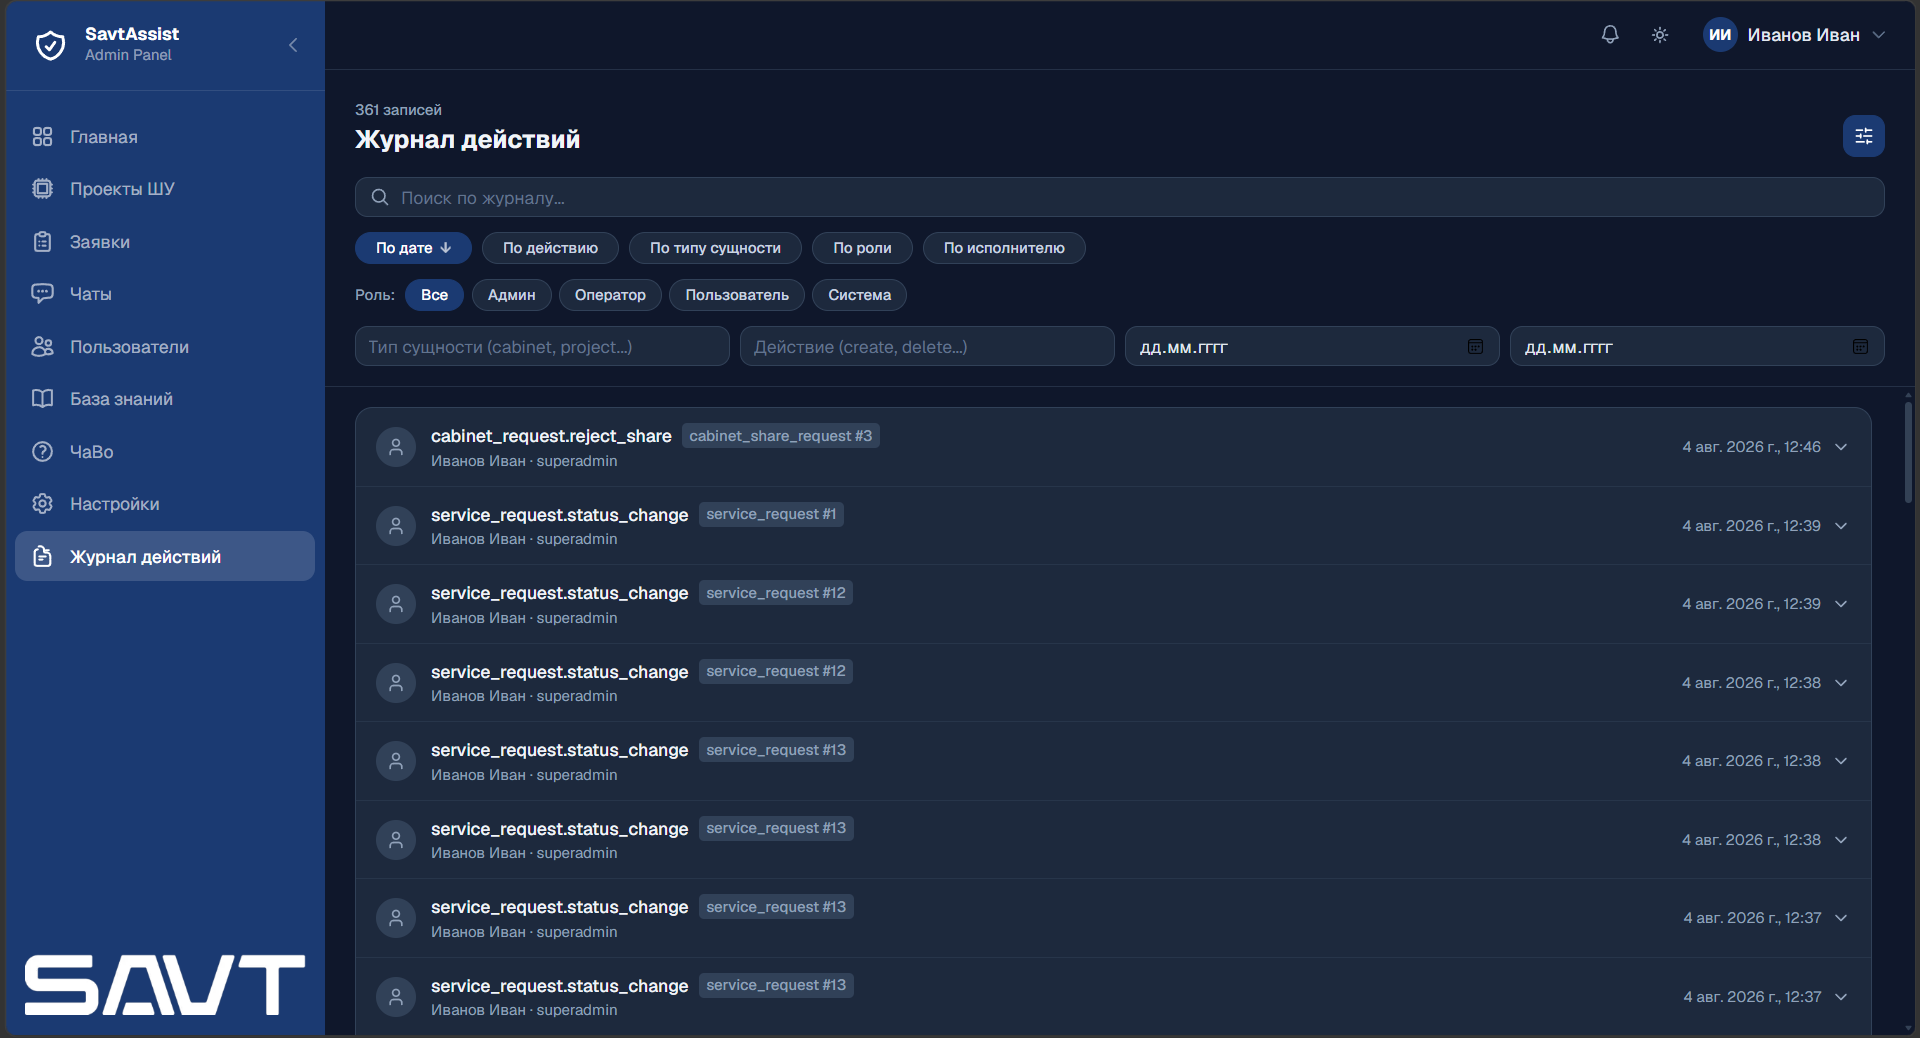 SavtAssist
Admin Panel
Главная
Проекты ШУ
Заявки
Чаты
Пользователи
База знаний
ЧаВо
Настройки
Журнал действий
SAVT
ИИ Иванов Иван
361 записей
Журнал действий
Поиск по журналу...
По дате ↓ По действию По типу сущности По роли По исполнителю
Роль: Все Админ Оператор Пользователь Система
Тип сущности (cabinet, project...) Действие (create, delete...) дд.мм.гггг дд.мм.гггг
cabinet_request.reject_share cabinet_share_request #3
Иванов Иван · superadmin
4 авг. 2026 г., 12:46
service_request.status_change service_request #1
Иванов Иван · superadmin
4 авг. 2026 г., 12:39
service_request.status_change service_request #12
Иванов Иван · superadmin
4 авг. 2026 г., 12:39
service_request.status_change service_request #12
Иванов Иван · superadmin
4 авг. 2026 г., 12:38
service_request.status_change service_request #13
Иванов Иван · superadmin
4 авг. 2026 г., 12:38
service_request.status_change service_request #13
Иванов Иван · superadmin
4 авг. 2026 г., 12:38
service_request.status_change service_request #13
Иванов Иван · superadmin
4 авг. 2026 г., 12:37
service_request.status_change service_request #13
Иванов Иван · superadmin
4 авг. 2026 г., 12:37